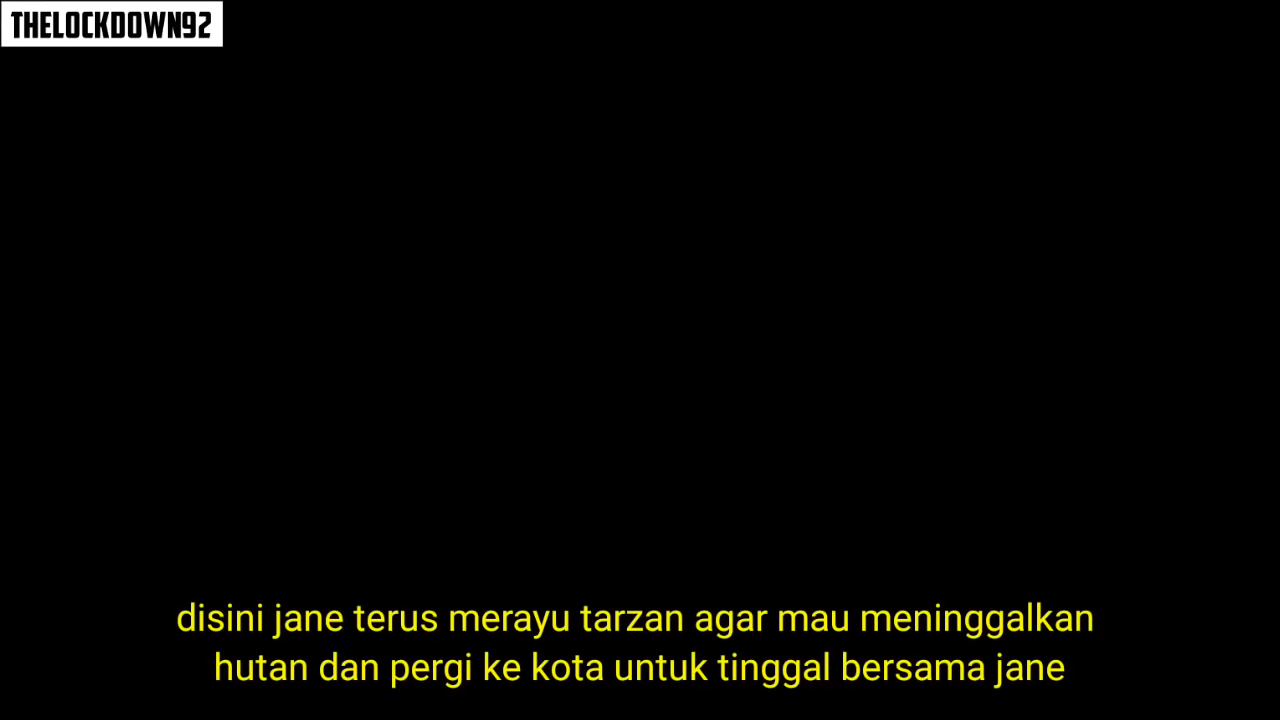 THELOCKDOWN92
disini jane terus merayu tarzan agar mau meninggalkan
hutan dan pergi ke kota untuk tinggal bersama jane